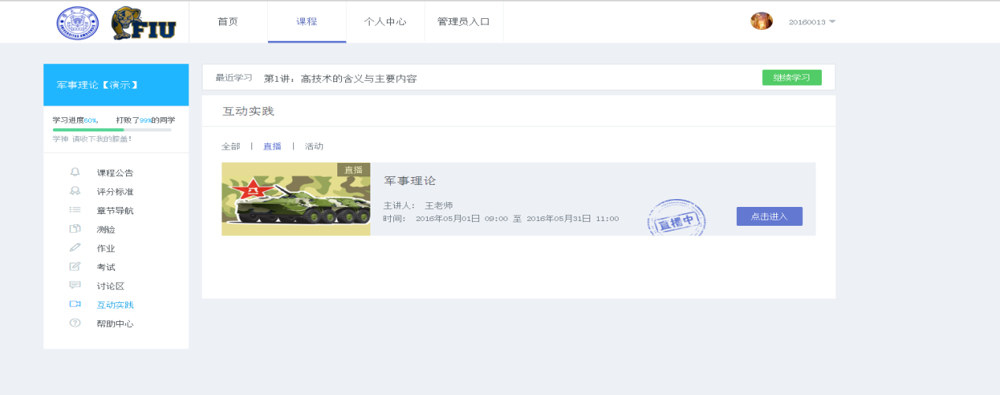 FIU
首页
课程
个人中心
管理员入口
20160013
军事理论【演示】
学习进度60%, 打败了99%的同学
学神 请收下我的膝盖!
课程公告
评分标准
章节导航
测验
作业
考试
讨论区
互动实践
帮助中心
最近学习 第1讲：高技术的含义与主要内容
继续学习
互动实践
全部 | 直播 | 活动
直播
军事理论
主讲人： 王老师
时间： 2016年05月01日 09:00 至 2016年05月31日 11:00
直播中
点击进入